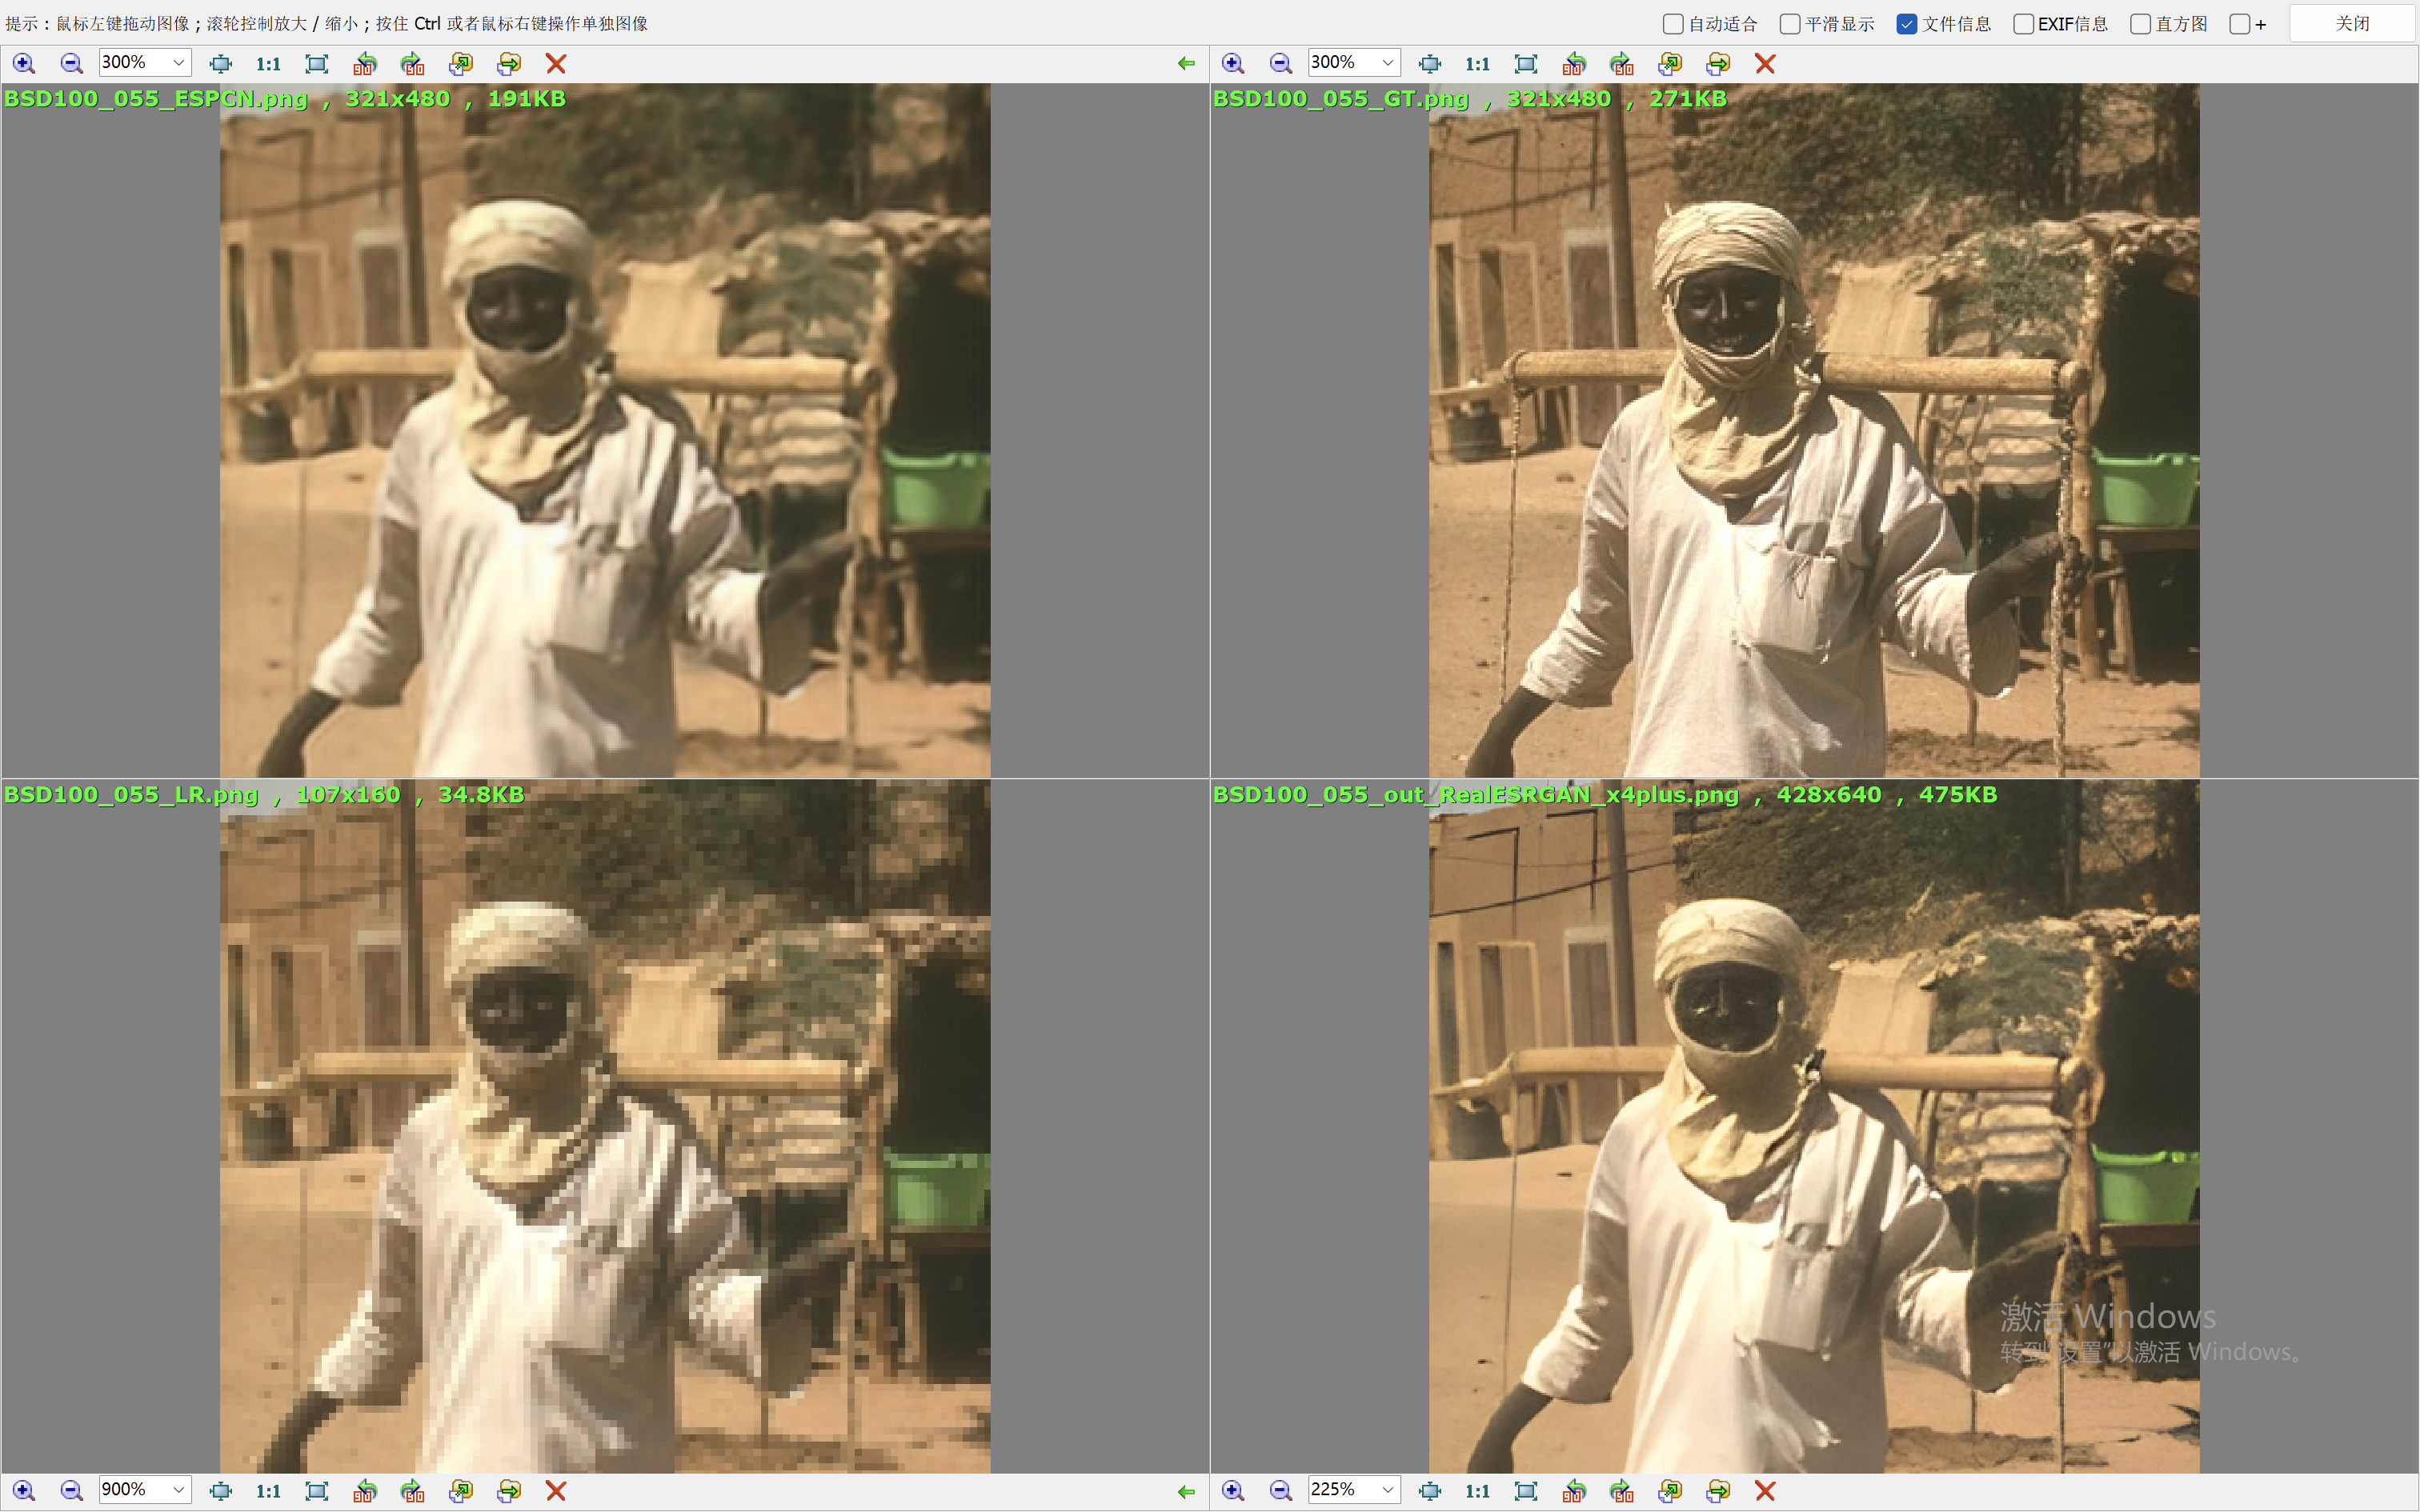 提示：鼠标左键拖动图像；滚轮控制放大 / 缩小；按住 Ctrl 或者鼠标右键操作单独图像
自动适合 平滑显示 文件信息 EXIF信息 直方图 + 关闭
300% 1:1
300% 1:1
BSD100_055_ESPCN.png , 321x480 , 191KB
BSD100_055_GT.png , 321x480 , 271KB
BSD100_055_LR.png , 107x160 , 34.8KB
BSD100_055_out_RealESRGAN_x4plus.png , 428x640 , 475KB
激活 Windows
转到“设置”以激活 Windows。
900% 1:1
225% 1:1